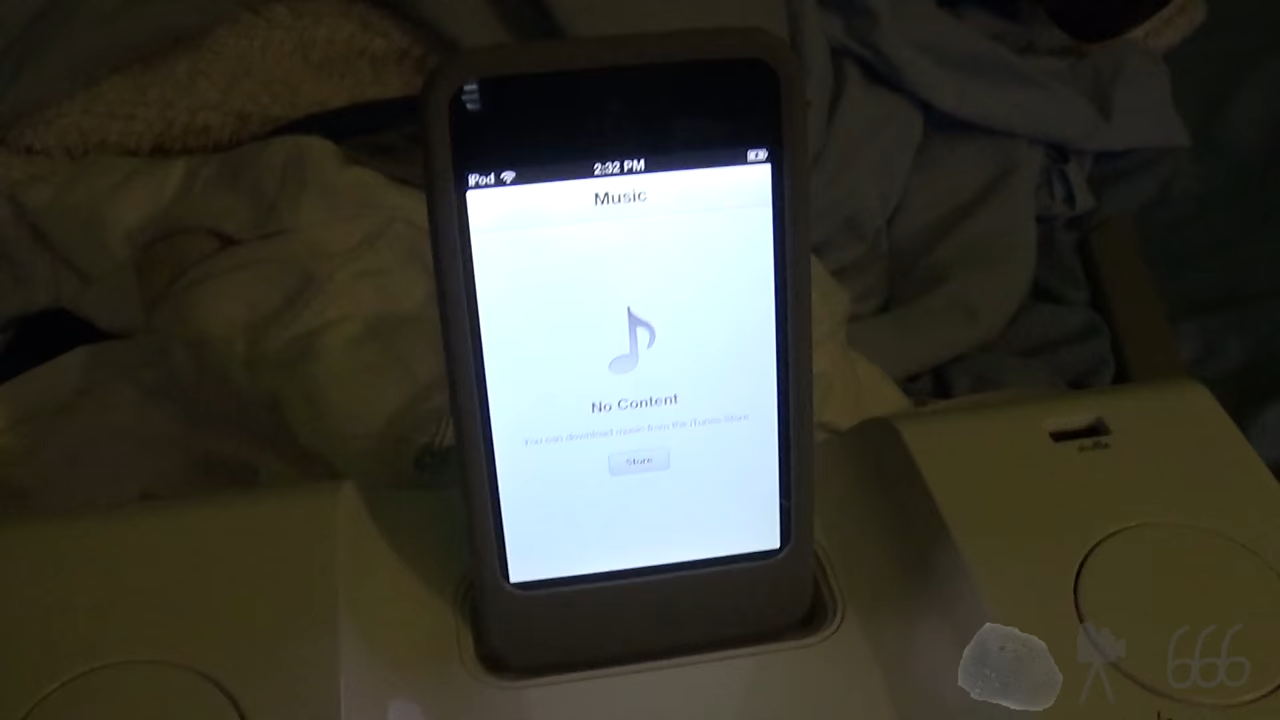 iPod 2:32 PM
Music
No Content
You can download music from the iTunes Store.
Store
666